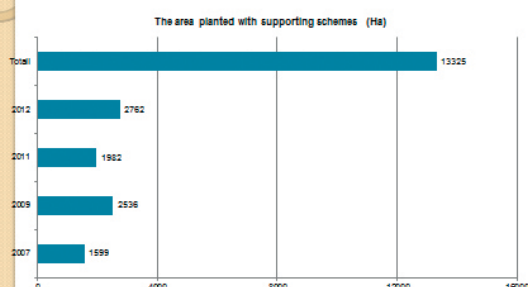 The area planted with supporting schemes (Ha)
Totall 13325
2012 2762
2011 1982
2009 2536
2007 1599
0 4000 8000 12000 16000